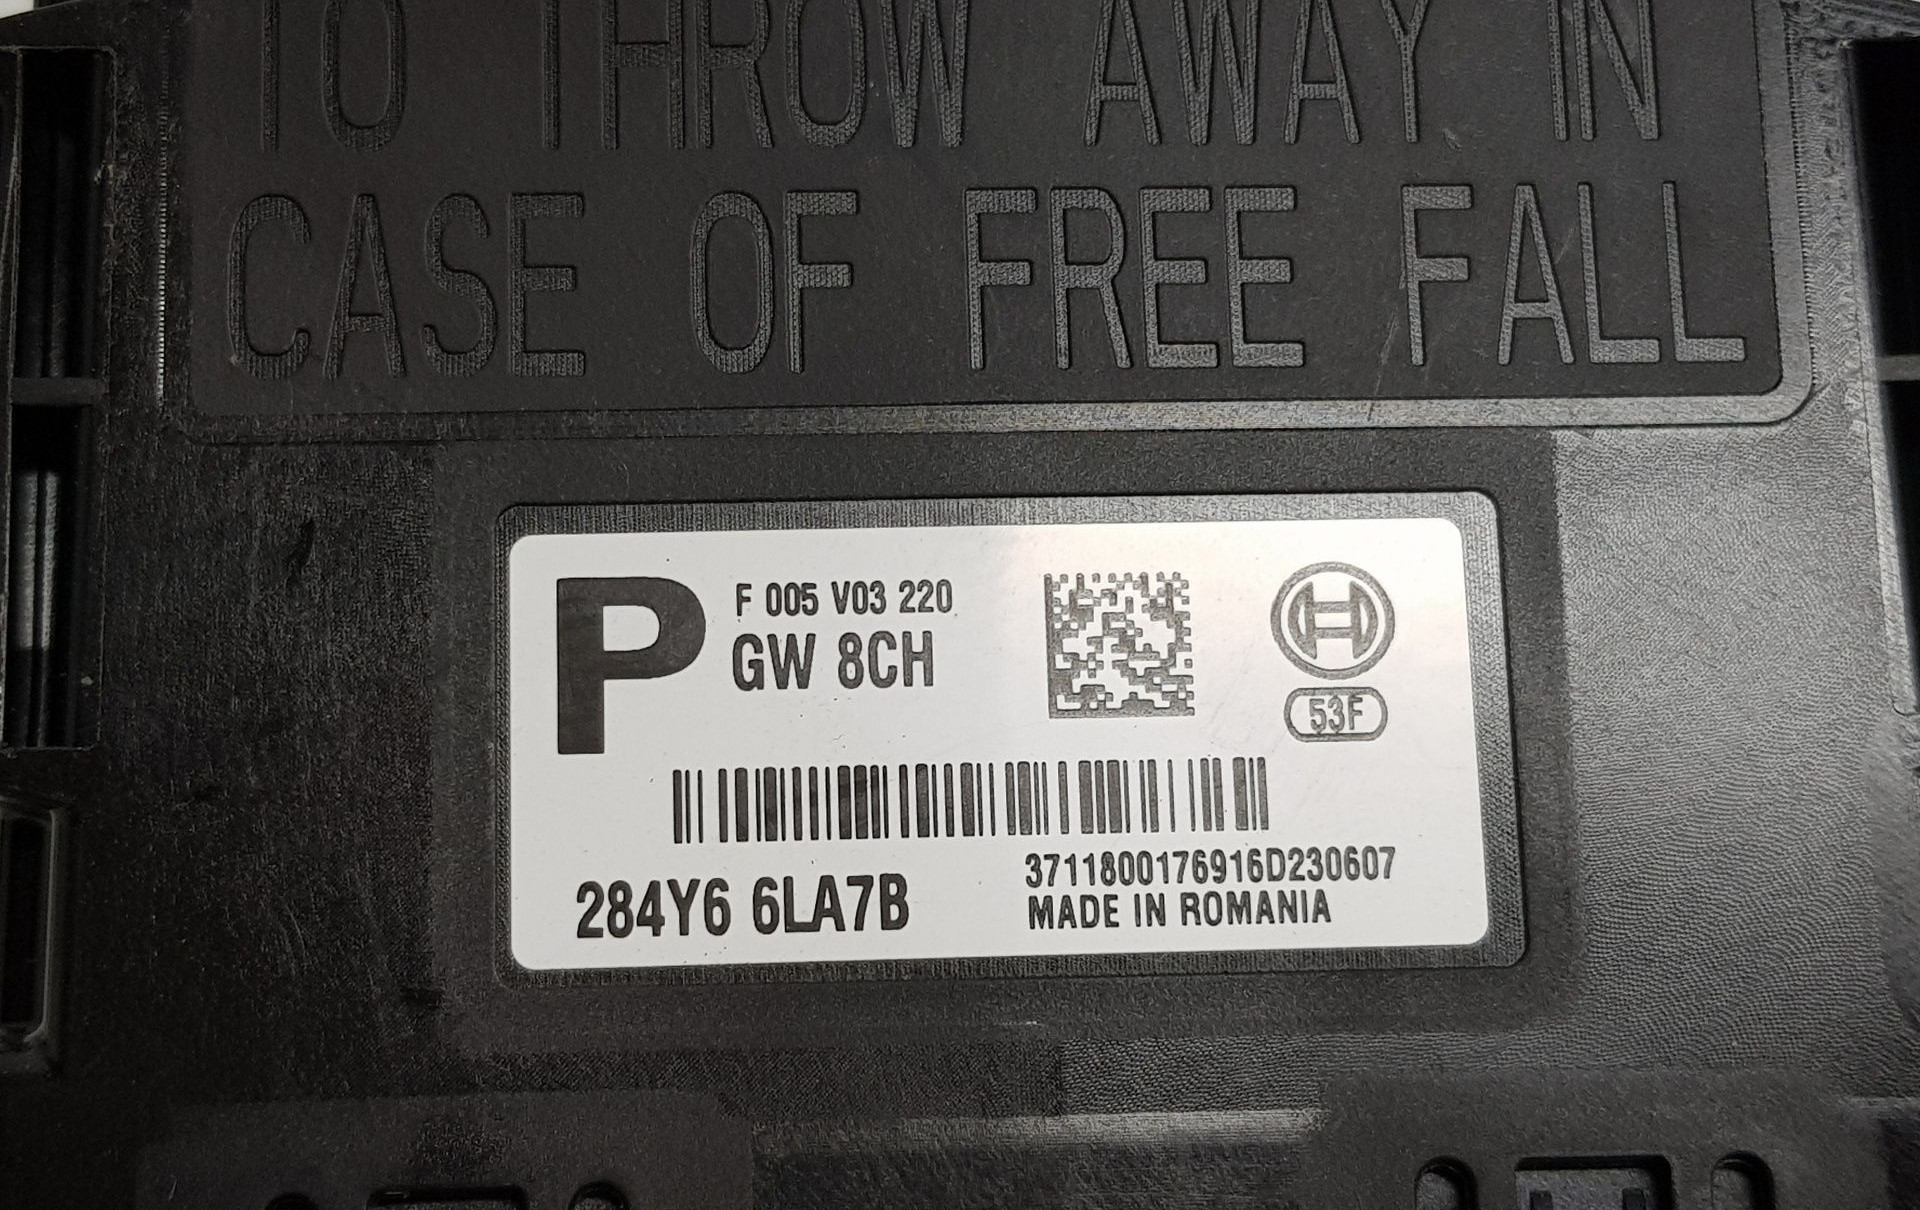 TO THROW AWAY IN
CASE OF FREE FALL
P
F 005 V03 220
GW 8CH
53F
284Y6 6LA7B
3711800176916D230607
MADE IN ROMANIA